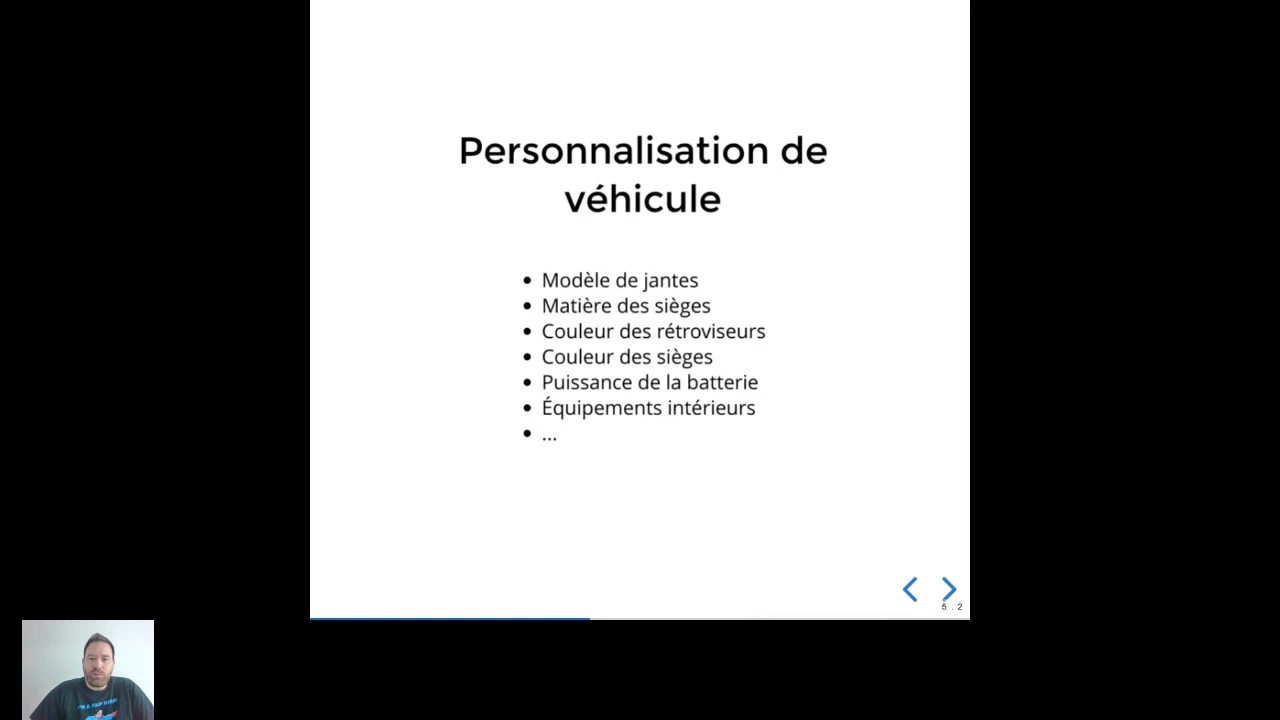 Personnalisation de
véhicule
• Modèle de jantes
• Matière des sièges
• Couleur des rétroviseurs
• Couleur des sièges
• Puissance de la batterie
• Équipements intérieurs
• ...
5 . 2